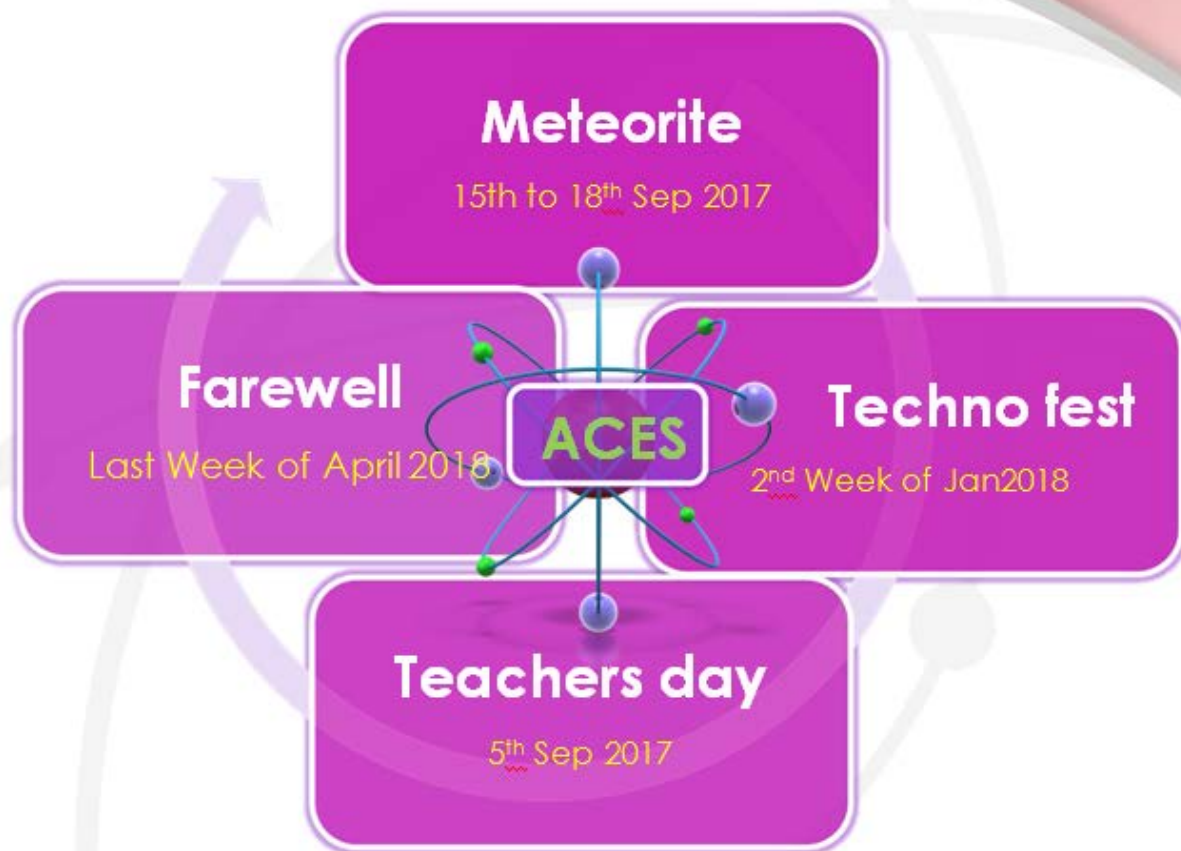 Meteorite
15th to 18th Sep 2017
Farewell
Last Week of April 2018
ACES
Techno fest
2nd Week of Jan2018
Teachers day
5th Sep 2017